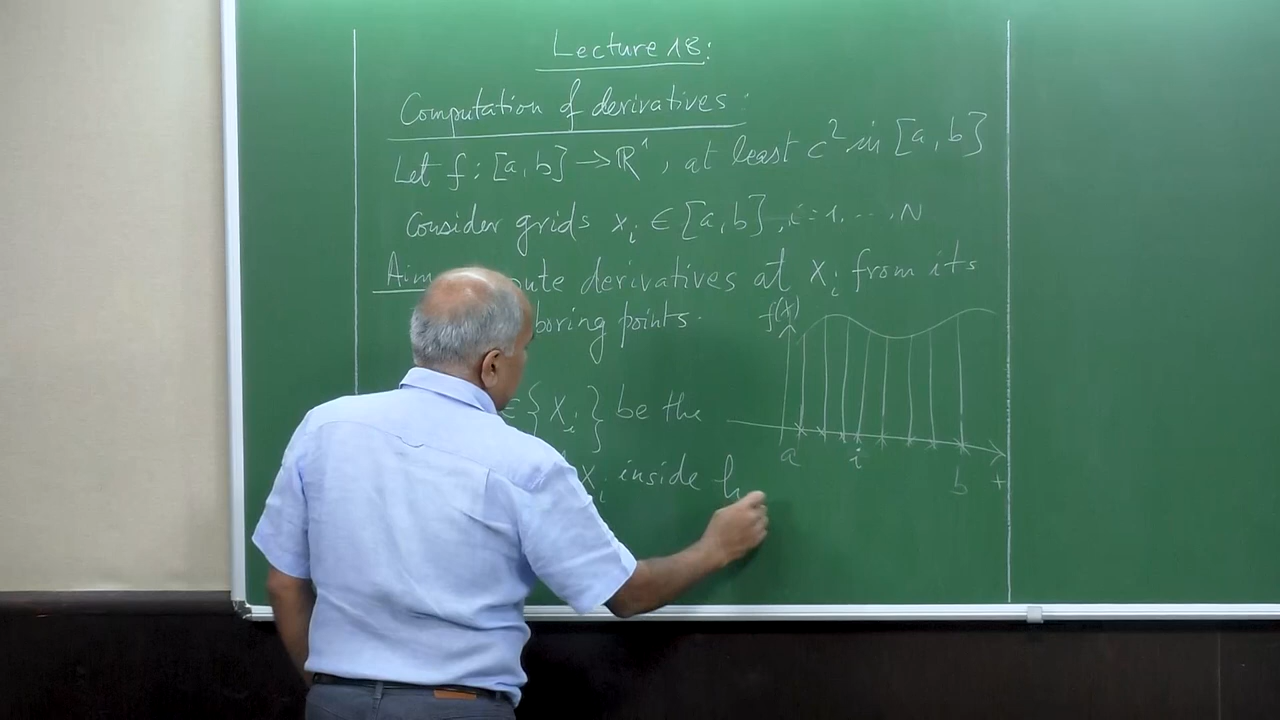 Lecture 18:
Computation of derivatives:
Let f: [a, b] → ℝ¹, at least C² in [a, b]
Consider grids xᵢ ∈ [a, b], i = 1, ..., N
Aim derivatives at xᵢ from its
boring points.
f(x)
∈ {xᵢ} be the
a i b
xᵢ inside